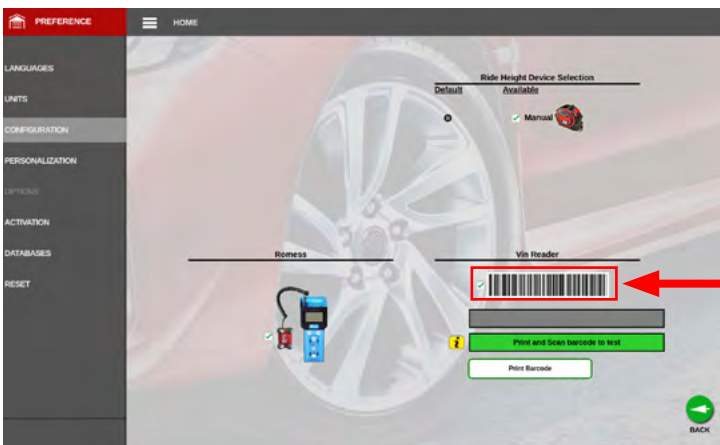 PREFERENCE
HOME
LANGUAGES
UNITS
CONFIGURATION
PERSONALIZATION
OPTIONS
ACTIVATION
DATABASES
RESET
Ride Height Device Selection
Default Available
Manual
Romess
Vin Reader
Print and Scan barcode to test
Print Barcode
BACK